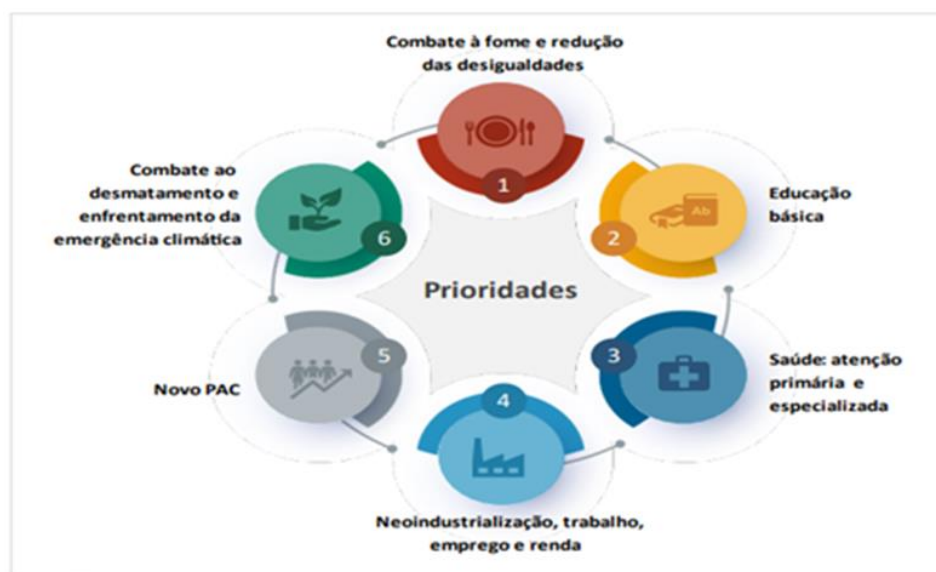 Combate à fome e redução
das desigualdades
1
Educação
básica
Ab
2
Saúde: atenção
primária e
especializada
3
Neoindustrialização, trabalho,
emprego e renda
4
Novo PAC
5
Combate ao
desmatamento e
enfrentamento da
emergência climática
6
Prioridades